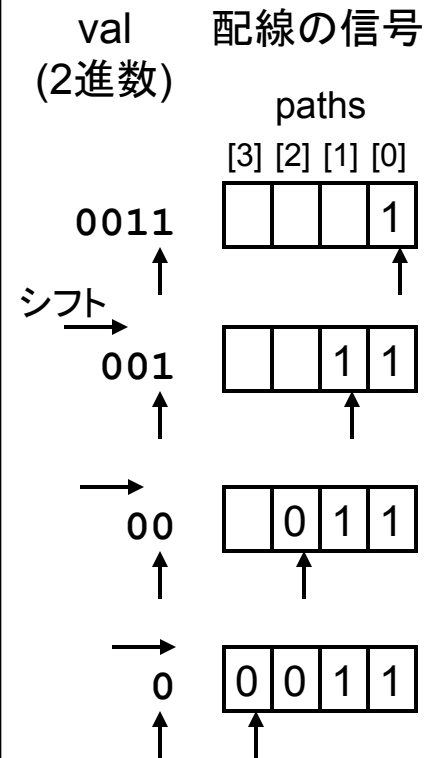 val 配線の信号
(2進数)
paths
[3] [2] [1] [0]
0011 1
シフト
001 1 1
00 0 1 1
0 0 0 1 1